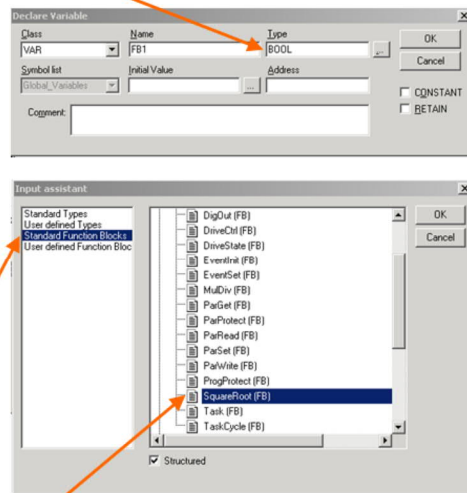 Declare Variable
Class
Name
Type
VAR
FB1
BOOL
...
OK
Cancel
Symbol list
Initial Value
Address
Global_Variables
...
CONSTANT
RETAIN
Comment:
Input assistant
Standard Types
User defined Types
Standard Function Blocks
User defined Function Bloc
DigOut (FB)
DriveCtrl (FB)
DriveState (FB)
EventInit (FB)
EventSet (FB)
MulDiv (FB)
ParGet (FB)
ParProtect (FB)
ParRead (FB)
ParSet (FB)
ParWrite (FB)
ProgProtect (FB)
SquareRoot (FB)
Task (FB)
TaskCycle (FB)
OK
Cancel
Structured